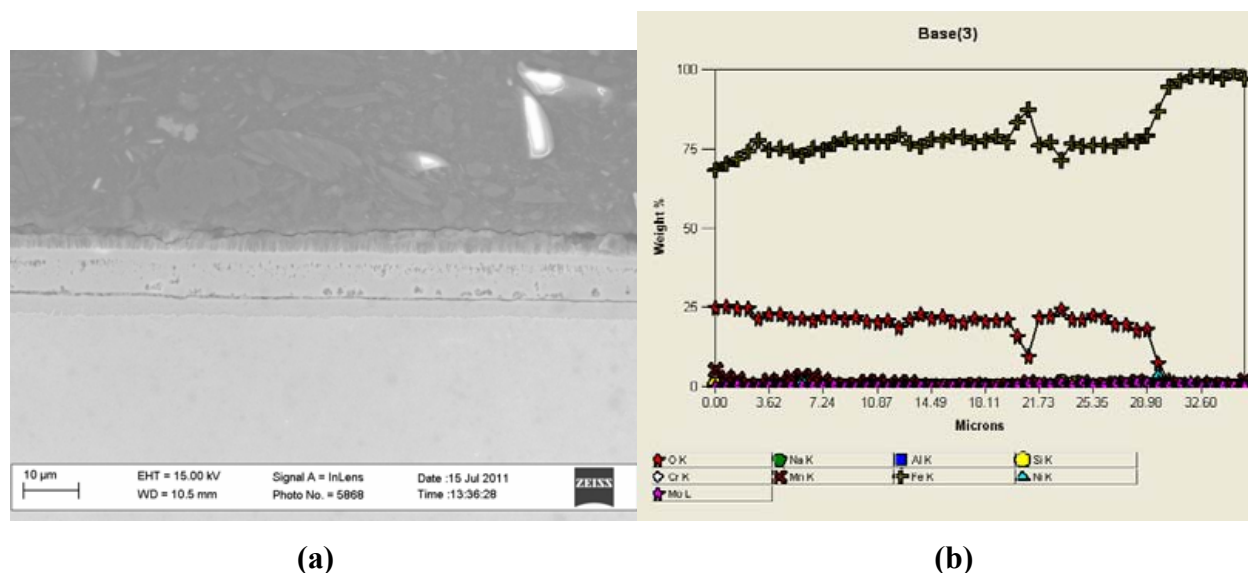 10 µm
EHT = 15.00 kV
WD = 10.5 mm
Signal A = InLens
Photo No. = 5868
Date :15 Jul 2011
Time :13:36:28
ZEISS
(a)
Base(3)
Weight %
100
75
50
25
0
0.00 3.62 7.24 10.87 14.49 18.11 21.73 25.35 28.98 32.60
Microns
O K Na K Al K Si K
Cr K Mn K Fe K Ni K
Mo L
(b)